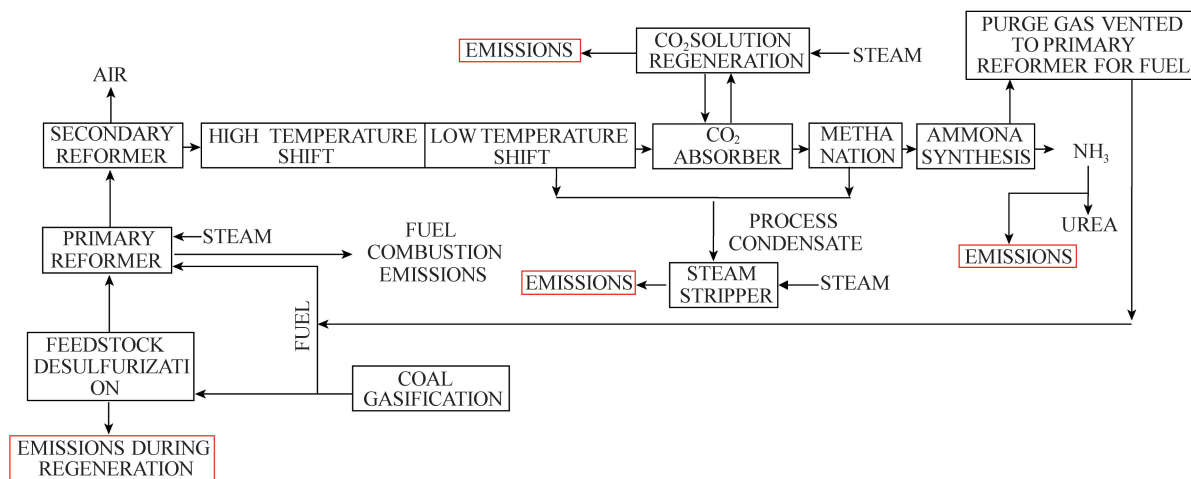 EMISSIONS
CO₂SOLUTION
REGENERATION
STEAM
PURGE GAS VENTED
TO PRIMARY
REFORMER FOR FUEL
AIR
SECONDARY
REFORMER
HIGH TEMPERATURE
SHIFT
LOW TEMPERATURE
SHIFT
CO₂
ABSORBER
METHA
NATION
AMMONA
SYNTHESIS
NH₃
UREA
EMISSIONS
PRIMARY
REFORMER
STEAM
FUEL
COMBUSTION
EMISSIONS
PROCESS
CONDENSATE
EMISSIONS
STEAM
STRIPPER
STEAM
FUEL
FEEDSTOCK
DESULFURIZATI
ON
COAL
GASIFICATION
EMISSIONS DURING
REGENERATION